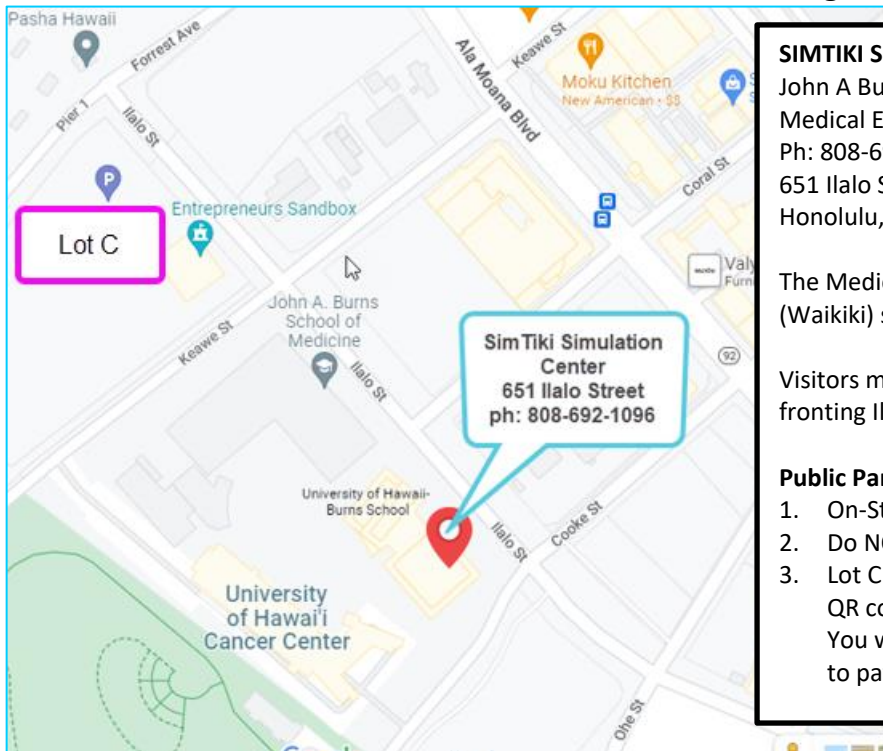 Pasha Hawaii
Forrest Ave
Pier 1
Ilalo St
Keawe St
Ala Moana Blvd
Moku Kitchen
New American • $$
Coral St
P
Lot C
Entrepreneurs Sandbox
John A. Burns
School of
Medicine
Keawe St
Ilalo St
SimTiki Simulation
Center
651 Ilalo Street
ph: 808-692-1096
92
University of Hawaii-
Burns School
Ilalo St
Cooke St
University
of Hawai'i
Cancer Center
Ohe St
SIMTIKI S
John A Bu
Medical E
Ph: 808-6
651 Ilalo S
Honolulu,
The Medic
(Waikiki) s
Visitors m
fronting Il
Public Par
1. On-St
2. Do NO
3. Lot C
QR co
You w
to pa